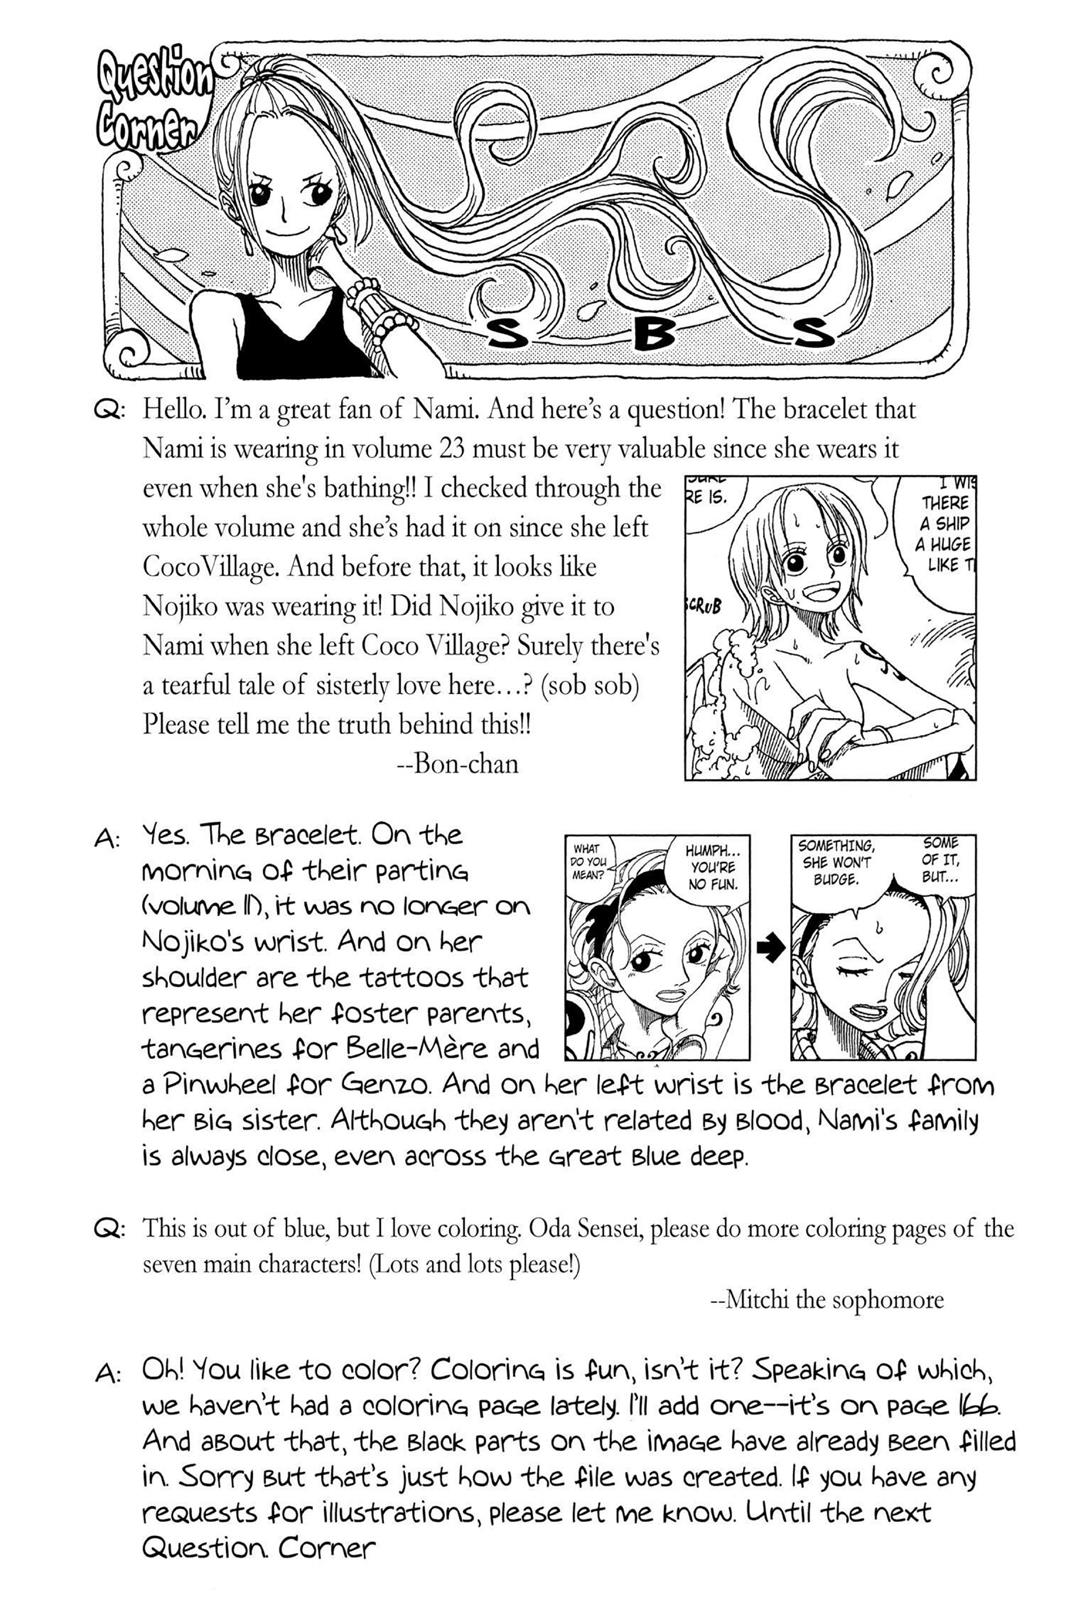 Question
Corner
S B S
Q: Hello. I'm a great fan of Nami. And here's a question! The bracelet that
Nami is wearing in volume 23 must be very valuable since she wears it
even when she's bathing!! I checked through the
whole volume and she's had it on since she left
CocoVillage. And before that, it looks like
Nojiko was wearing it! Did Nojiko give it to
Nami when she left Coco Village? Surely there's
a tearful tale of sisterly love here…? (sob sob)
Please tell me the truth behind this!!
--Bon-chan
RE IS.
SCRUB
I WIS
THERE
A SHIP
A HUGE
LIKE T
A: Yes. The Bracelet. On the
morning of their parting
(volume 11), it was no longer on
Nojiko's wrist. And on her
shoulder are the tattoos that
represent her foster parents,
tangerines for Belle-Mère and
a Pinwheel for Genzo. And on her left wrist is the Bracelet from
her Big sister. Although they aren't related By Blood, Nami's family
is always close, even across the Great Blue deep.
WHAT
DO YOU
MEAN?
HUMPH...
YOU'RE
NO FUN.
SOMETHING,
SHE WON'T
BUDGE.
SOME
OF IT,
BUT...
Q: This is out of blue, but I love coloring. Oda Sensei, please do more coloring pages of the
seven main characters! (Lots and lots please!)
--Mitchi the sophomore
A: Oh! You like to color? Coloring is fun, isn't it? Speaking of which,
we haven't had a coloring page lately. I'll add one--it's on page 166.
And about that, the Black parts on the image have already Been filled
in. Sorry But that's just how the file was created. If you have any
requests for illustrations, please let me know. Until the next
Question Corner